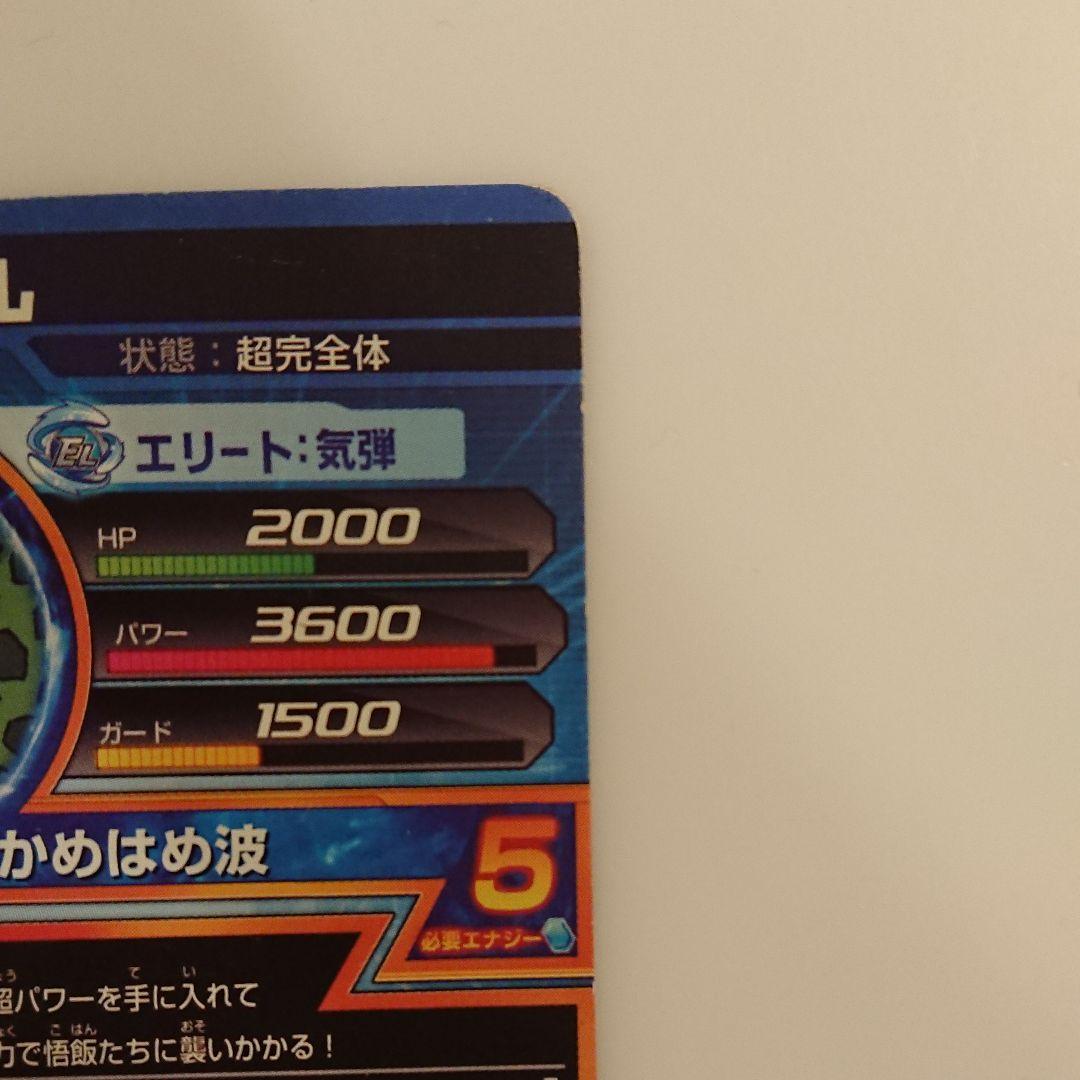 ル
状態：超完全体
EL エリート：気弾
HP 2000
パワー 3600
ガード 1500
かめはめ波
5
必要エナジー
超パワーを手に入れて
力で悟飯たちに襲いかかる！